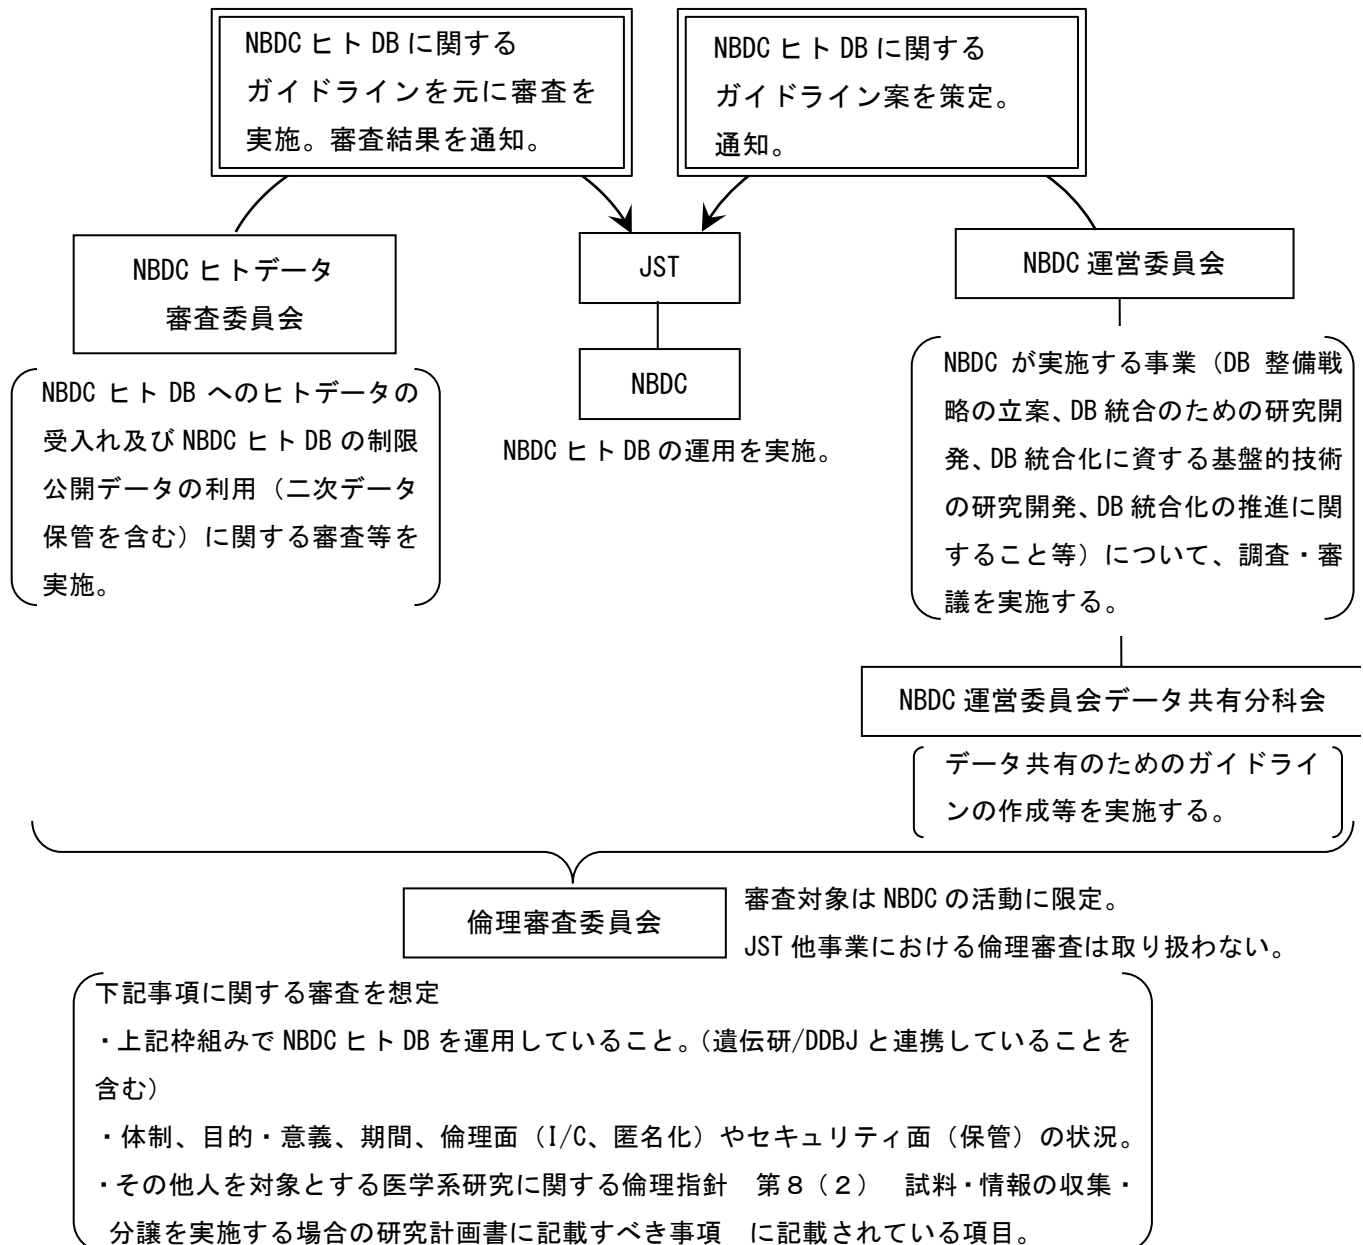 NBDC ヒト DB に関する
ガイドラインを元に審査を
実施。審査結果を通知。
NBDC ヒト DB に関する
ガイドライン案を策定。
通知。
NBDC ヒトデータ
審査委員会
JST
NBDC 運営委員会
NBDC ヒト DB へのヒトデータの
受入れ及び NBDC ヒト DB の制限
公開データの利用（二次データ
保管を含む）に関する審査等を
実施。
NBDC
NBDC ヒト DB の運用を実施。
NBDC が実施する事業（DB 整備戦
略の立案、DB 統合のための研究開
発、DB 統合化に資する基盤的技術
の研究開発、DB 統合化の推進に関
すること等）について、調査・審
議を実施する。
NBDC 運営委員会データ共有分科会
データ共有のためのガイドライ
ンの作成等を実施する。
倫理審査委員会
審査対象は NBDC の活動に限定。
JST 他事業における倫理審査は取り扱わない。
下記事項に関する審査を想定
・上記枠組みで NBDC ヒト DB を運用していること。（遺伝研/DDBJ と連携していることを
含む）
・体制、目的・意義、期間、倫理面（I/C、匿名化）やセキュリティ面（保管）の状況。
・その他人を対象とする医学系研究に関する倫理指針　第８（２）　試料・情報の収集・
分譲を実施する場合の研究計画書に記載すべき事項　に記載されている項目。